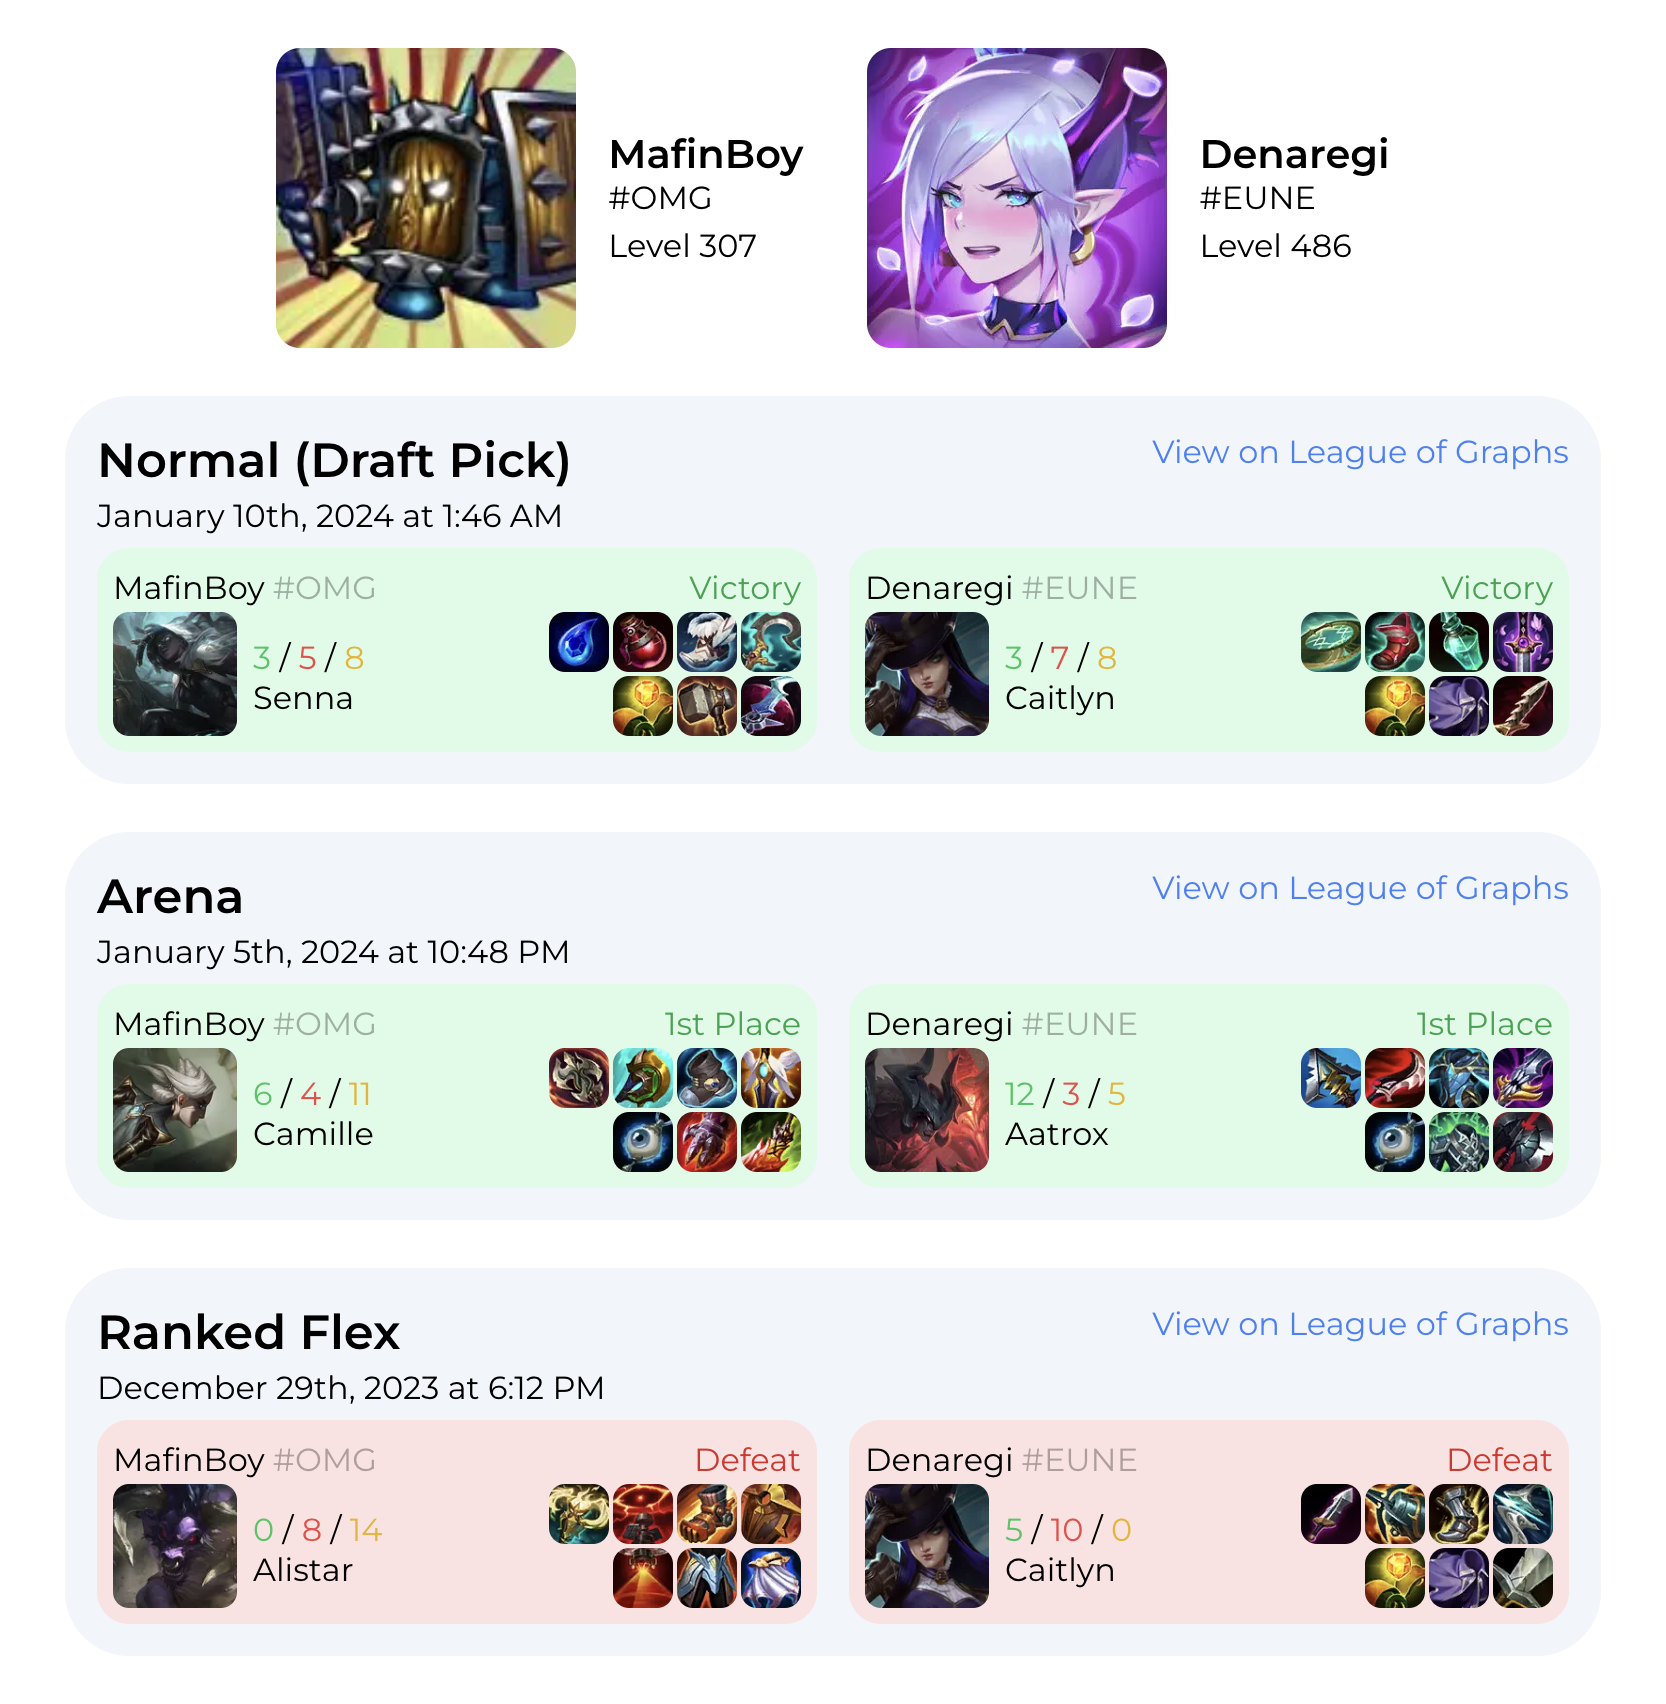 MafinBoy
#OMG
Level 307
Denaregi
#EUNE
Level 486
Normal (Draft Pick)
View on League of Graphs
January 10th, 2024 at 1:46 AM
MafinBoy #OMG
Victory
3 / 5 / 8
Senna
Denaregi #EUNE
Victory
3 / 7 / 8
Caitlyn
Arena
View on League of Graphs
January 5th, 2024 at 10:48 PM
MafinBoy #OMG
1st Place
6 / 4 / 11
Camille
Denaregi #EUNE
1st Place
12 / 3 / 5
Aatrox
Ranked Flex
View on League of Graphs
December 29th, 2023 at 6:12 PM
MafinBoy #OMG
Defeat
0 / 8 / 14
Alistar
Denaregi #EUNE
Defeat
5 / 10 / 0
Caitlyn